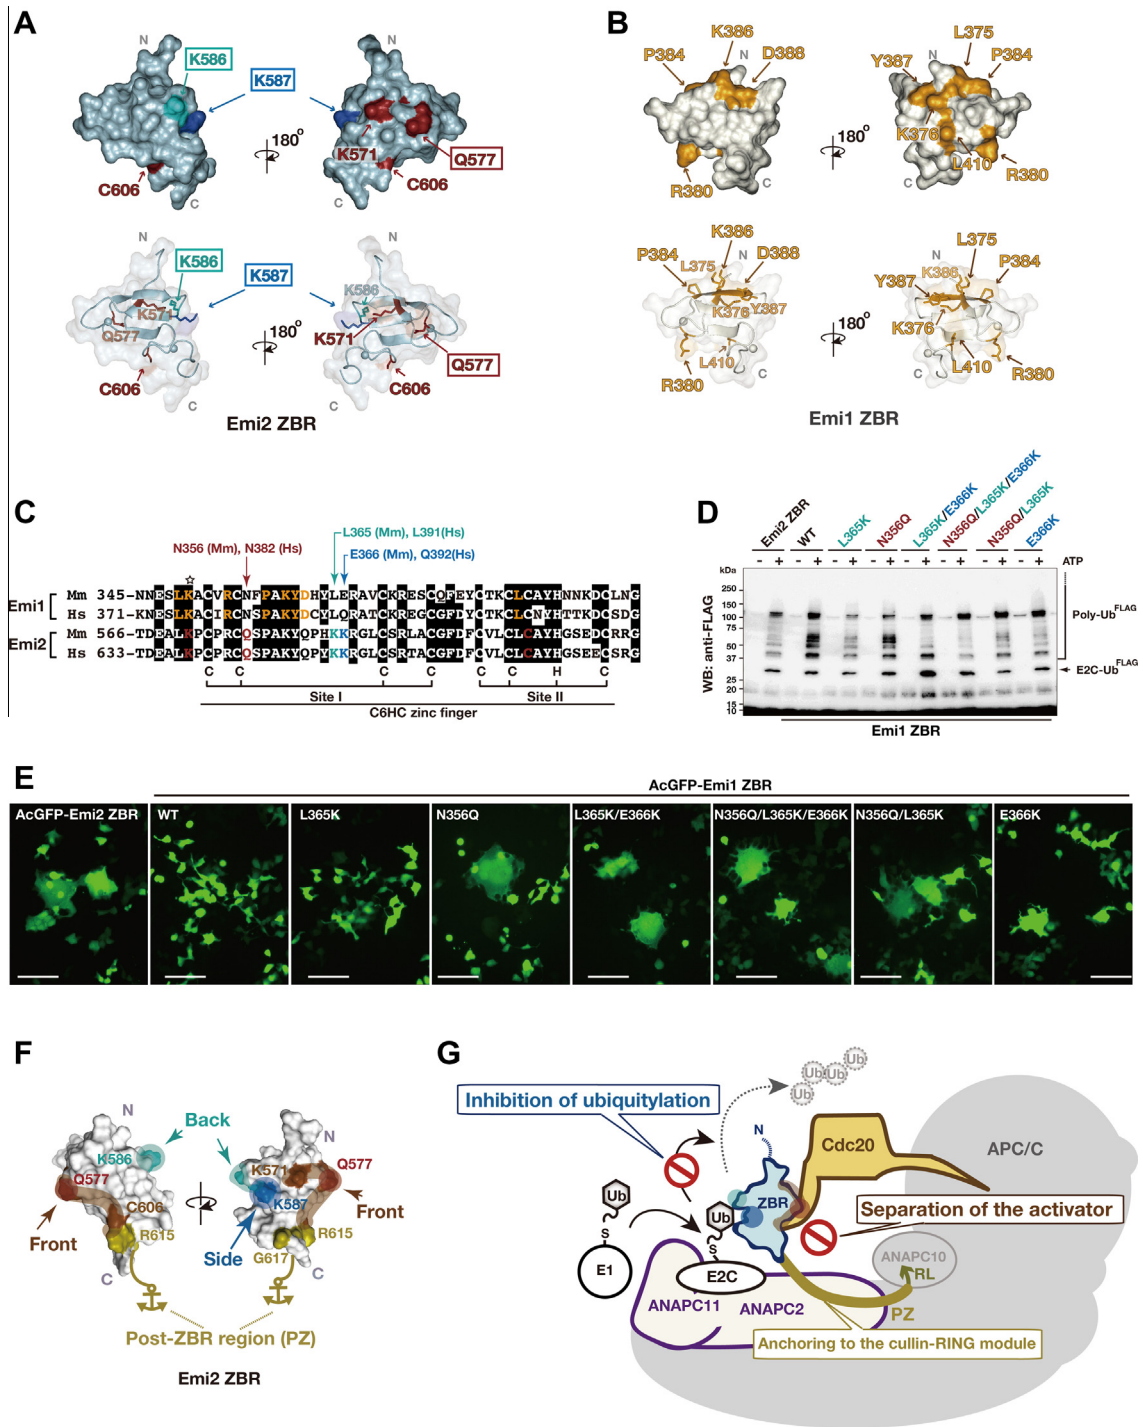 A
N
K586
K587
180°
K571
Q577
C606
C606
C
N
K586
K587
K586
K571
Q577
180°
K571
Q577
C606
C606
C
C
Emi2 ZBR
B
K386
L375
P384
N
D388
Y387
N
P384
180°
K376
L410
R380
R380
C
C
K386
L375
P384
L375
N
D388
K386
N
P384
Y387
K376
Y387
180°
K376
L410
L410
R380
R380
C
Emi1 ZBR
C
L365 (Mm), L391(Hs)
N356 (Mm), N382 (Hs)
E366 (Mm), Q392(Hs)
Emi1
Mm 345-NNESLKACVRCNFPAKYDHYLERAVCKRESCQFEYCTKCLCAYHNNKDCLNG
Hs 371-KNESLKACIRCNSPAKYDCYLQRATCKREGCGFDYCTKCLCNYHTTKDCSDG
Emi2
Mm 566-TDEALKPCPRCQSPAKYQPHKKRGLCSRLACGFDFCVLCLCAYHGSEDCRRG
Hs 633-TDEALKPCPRCQSPAKYQPYKKRGLCSRTACGFDFCVLCLCAYHGSEECSRG
C C C C C C H C
Site I Site II
C6HC zinc finger
D
Emi2 ZBR
WT
L365K
N356Q
L365K/E366K
N356Q/L365K/E366K
N356Q/L365K
E366K
kDa - + - + - + - + - + - + - + - + ATP
250
150
100
75
50
37
25
20
15
10
WB: anti-FLAG
Poly-Ub FLAG
E2C-Ub FLAG
Emi1 ZBR
E
AcGFP-Emi1 ZBR
AcGFP-Emi2 ZBR
WT
L365K
N356Q
L365K/E366K
N356Q/L365K/E366K
N356Q/L365K
E366K
F
N
Back
N
K586
Q577
K571
Q577
C606
K587
Front
R615
Side
Front
R615
G617
C
C
Post-ZBR region (PZ)
Emi2 ZBR
G
Ub Ub Ub Ub
Inhibition of ubiquitylation
N
Cdc20
APC/C
Ub
ZBR
Separation of the activator
Ub
S
S
E1
E2C
ANAPC10
RL
ANAPC11
ANAPC2
PZ
Anchoring to the cullin-RING module